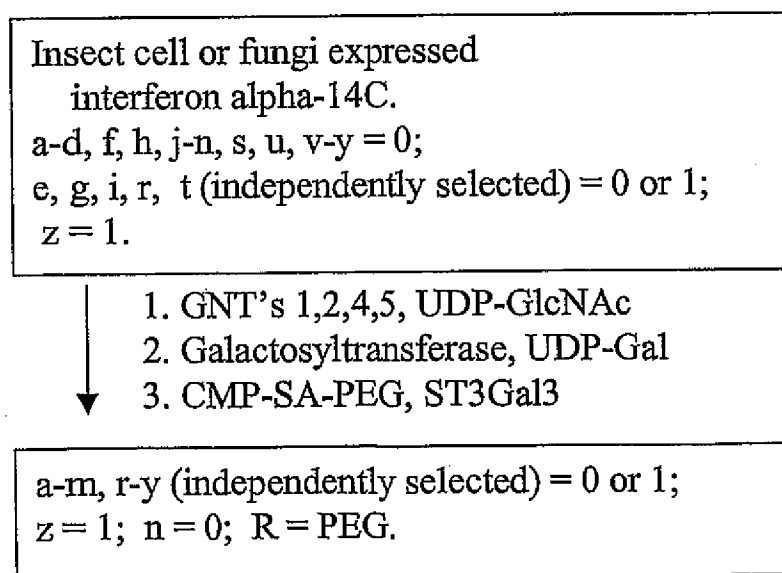 Insect cell or fungi expressed
interferon alpha-14C.
a-d, f, h, j-n, s, u, v-y = 0;
e, g, i, r, t (independently selected) = 0 or 1;
z = 1.
1. GNT's 1,2,4,5, UDP-GlcNAc
2. Galactosyltransferase, UDP-Gal
3. CMP-SA-PEG, ST3Gal3
a-m, r-y (independently selected) = 0 or 1;
z = 1; n = 0; R = PEG.